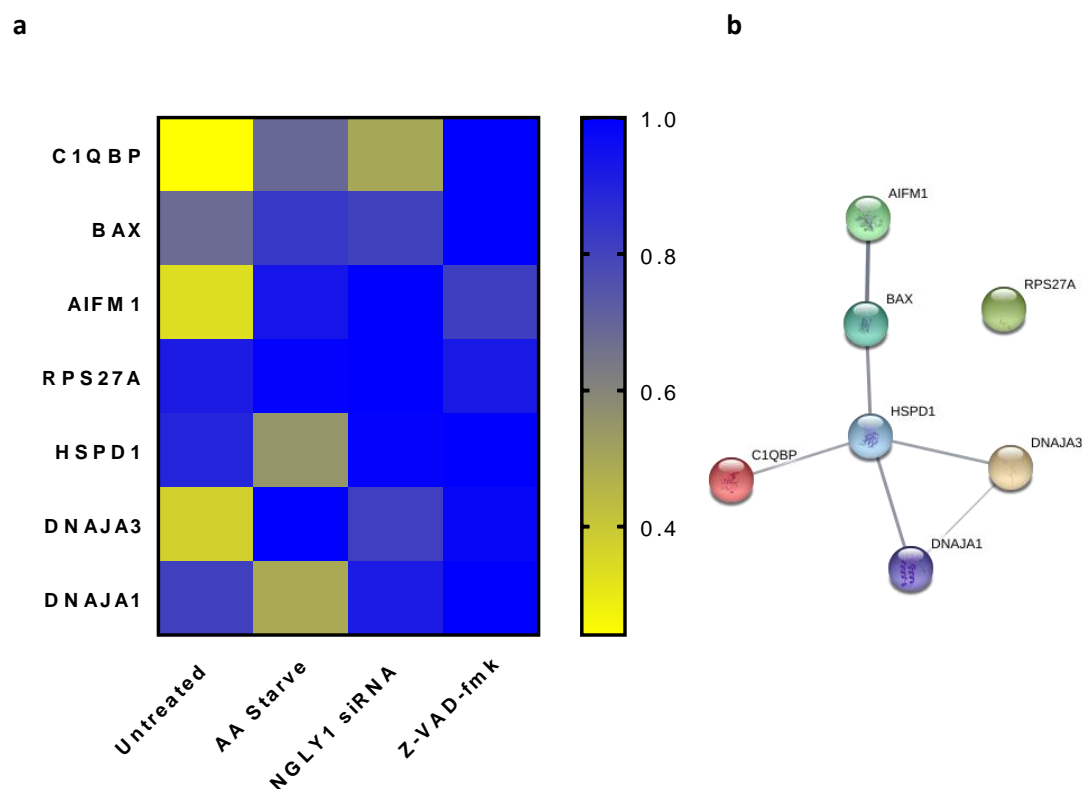 a
b
C1QBP
BAX
AIFM1
RPS27A
HSPD1
DNAJA3
DNAJA1
Untreated
AA Starve
NGLY1 siRNA
Z-VAD-fmk
1.0
0.8
0.6
0.4
AIFM1
RPS27A
BAX
HSPD1
DNAJA3
C1QBP
DNAJA1